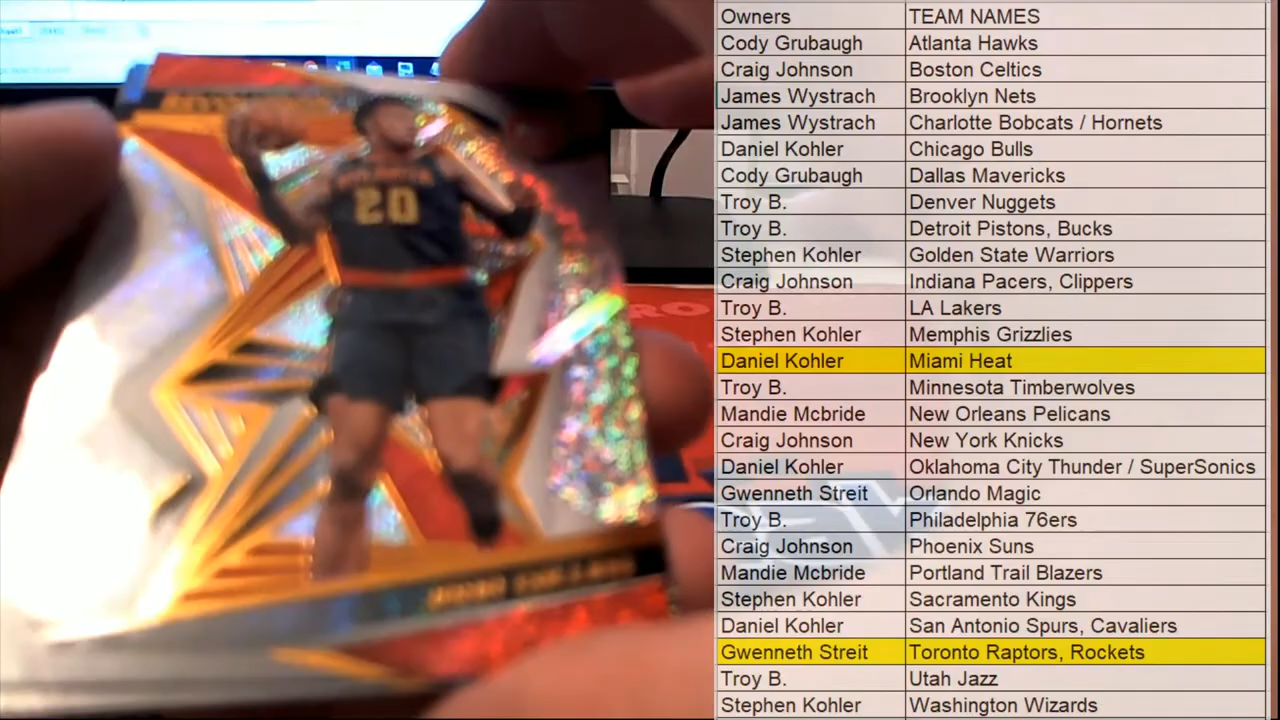 ATLANTA
20
Owners TEAM NAMES
Cody Grubaugh Atlanta Hawks
Craig Johnson Boston Celtics
James Wystrach Brooklyn Nets
James Wystrach Charlotte Bobcats / Hornets
Daniel Kohler Chicago Bulls
Cody Grubaugh Dallas Mavericks
Troy B. Denver Nuggets
Troy B. Detroit Pistons, Bucks
Stephen Kohler Golden State Warriors
Craig Johnson Indiana Pacers, Clippers
Troy B. LA Lakers
Stephen Kohler Memphis Grizzlies
Daniel Kohler Miami Heat
Troy B. Minnesota Timberwolves
Mandie Mcbride New Orleans Pelicans
Craig Johnson New York Knicks
Daniel Kohler Oklahoma City Thunder / SuperSonics
Gwenneth Streit Orlando Magic
Troy B. Philadelphia 76ers
Craig Johnson Phoenix Suns
Mandie Mcbride Portland Trail Blazers
Stephen Kohler Sacramento Kings
Daniel Kohler San Antonio Spurs, Cavaliers
Gwenneth Streit Toronto Raptors, Rockets
Troy B. Utah Jazz
Stephen Kohler Washington Wizards